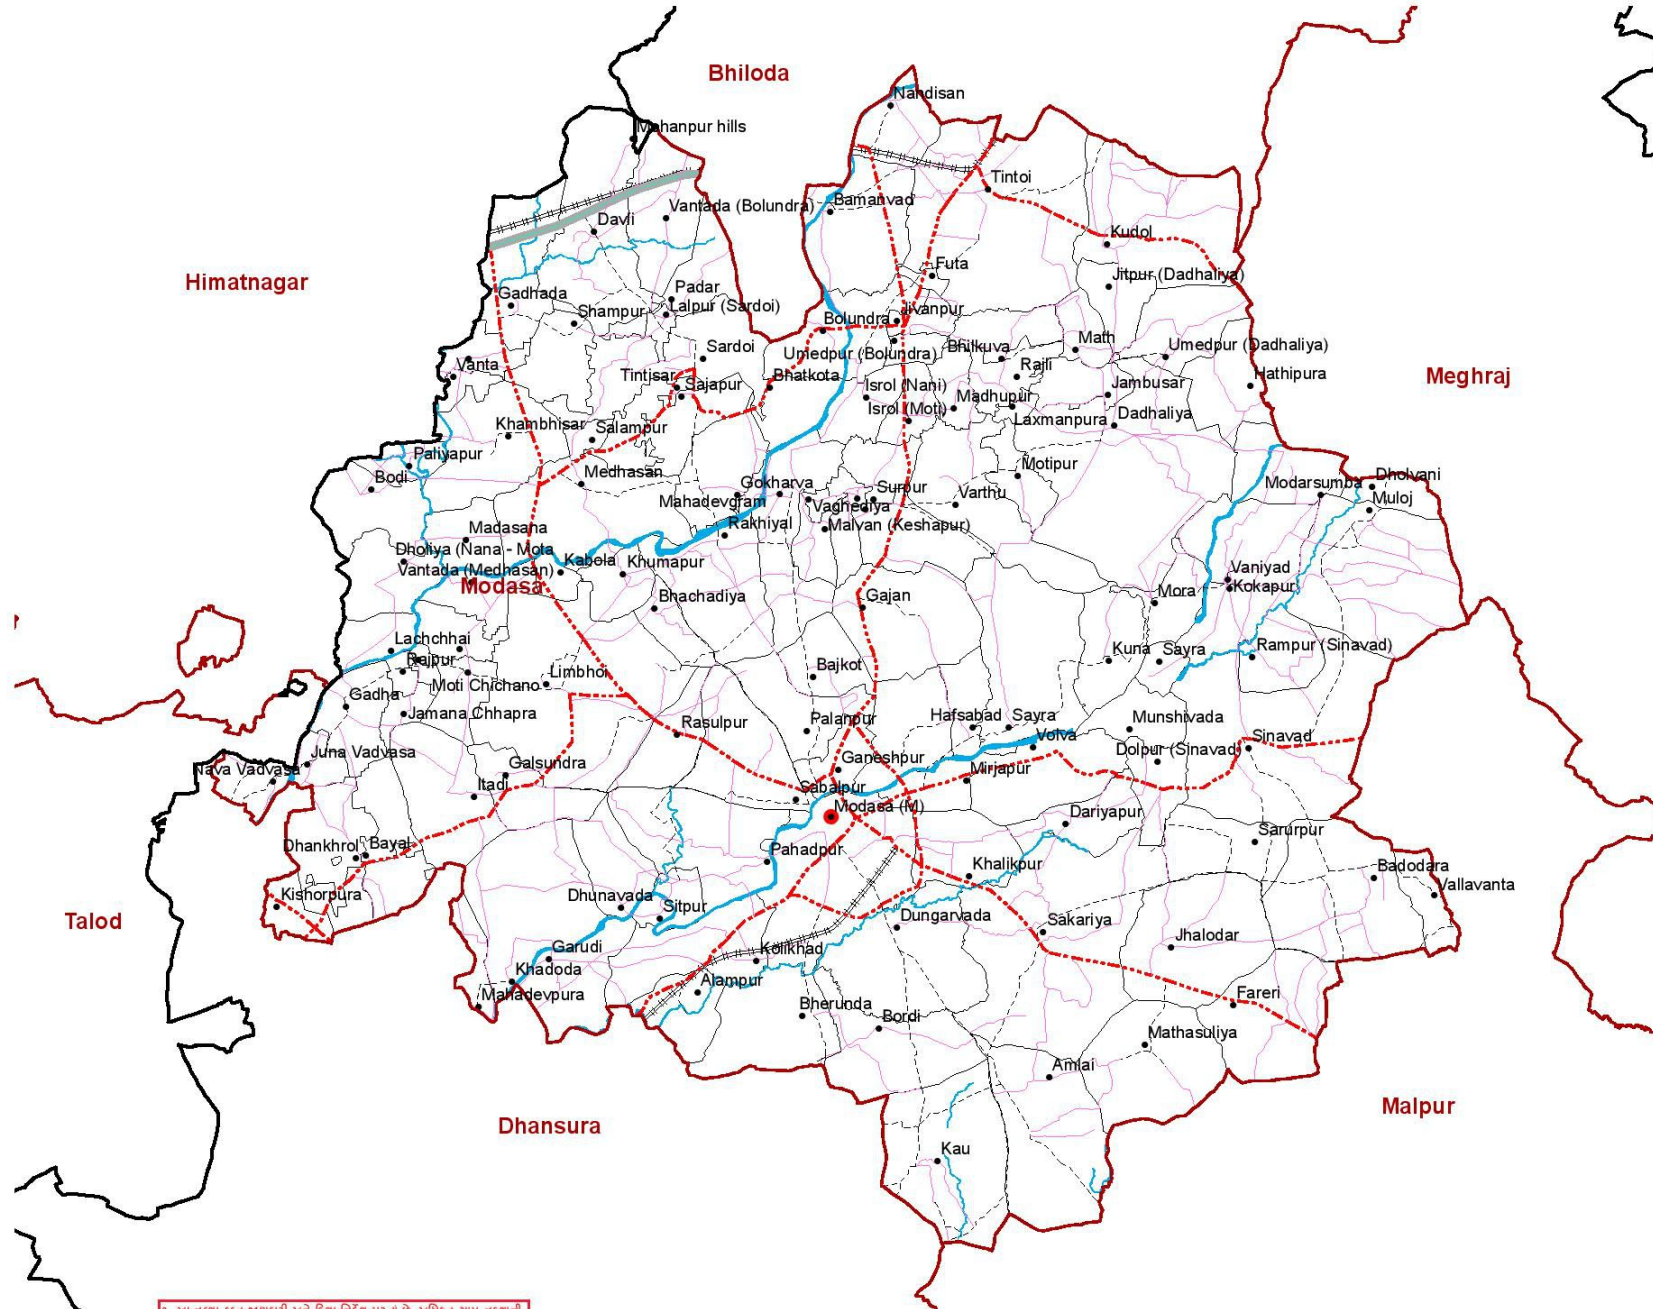 Bhiloda
Nandisan
Mohanpur hills
Tintoi
Bamanvad
Vantada (Bolundra)
Davli
Kudol
Himatnagar
Futa
Jitpur (Dadhaliya)
Padar
Gadhada
Lalpur (Sardoi)
Shampur
Jivanpur
Bolundra
Math
Umedpur (Dadhaliya)
Sardoi
Umedpur (Bolundra)
Bhilkuva
Vanta
Rajli
Hathipura
Meghraj
Tintisar
Sajapur
Bhatkota
Isrol (Nani)
Jambusar
Madhupur
Isrol (Moti)
Laxmanpura
Dadhaliya
Khambhisar
Salampur
Paliyapur
Medhasan
Motipur
Bodi
Gokharva
Surpur
Modarsumba
Dholvani
Mahadevgram
Vaghediya
Varthu
Muloj
Madasana
Rakhiyal
Malvan (Keshapur)
Dholiya (Nana - Mota
Kabola
Khumapur
Vantada (Medhasan)
Vaniyad
Modasa
Kokapur
Bhachadiya
Gajan
Mora
Lachchhai
Rajpur
Bajkot
Kuna
Sayra
Rampur (Sinavad)
Limbhoi
Moti Chichano
Gadha
Jamana Chhapra
Rasulpur
Palanpur
Hafsabad
Sayra
Munshivada
Volva
Sinavad
Juna Vadvasa
Dolpur (Sinavad)
Nava Vadvasa
Galsundra
Ganeshpur
Itadi
Sabalpur
Mirjapur
Modasa (M)
Dariyapur
Sarurpur
Dhankhrol
Bayal
Pahadpur
Khalikpur
Badodara
Vallavanta
Kishorpura
Dhunavada
Talod
Sitpur
Dungarvada
Sakariya
Jhalodar
Garudi
Kolikhad
Khadoda
Alampur
Mahadevpura
Fareri
Bherunda
Bordi
Mathasuliya
Amlai
Malpur
Dhansura
Kau